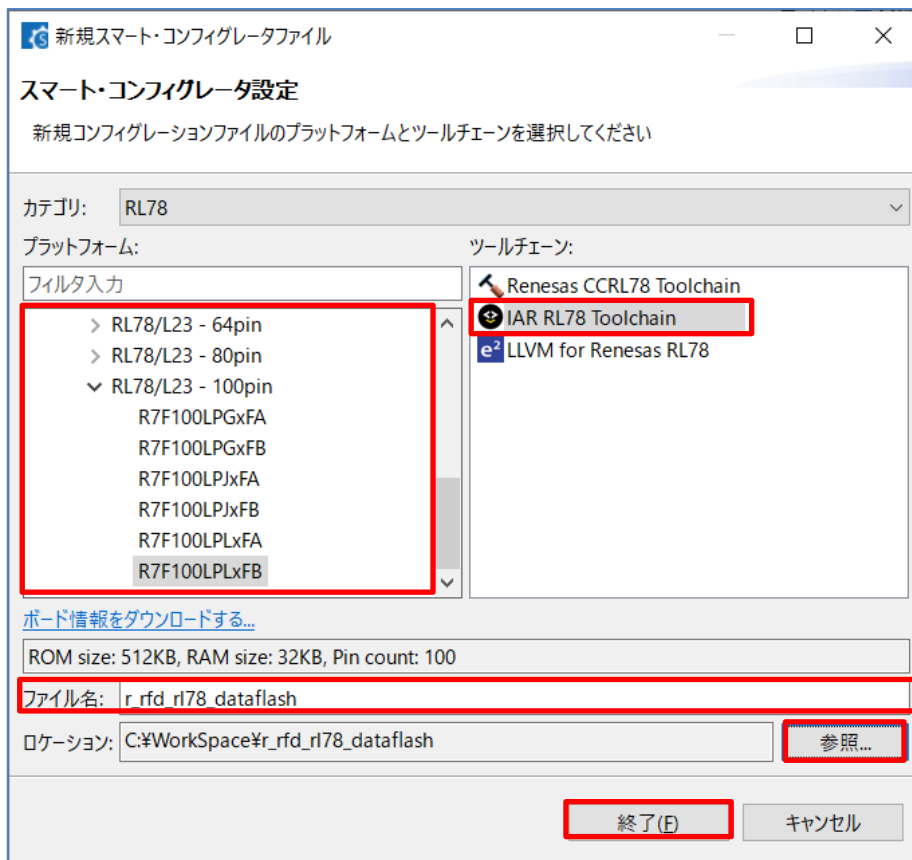 新規スマート・コンフィグレータファイル
スマート・コンフィグレータ設定
新規コンフィグレーションファイルのプラットフォームとツールチェーンを選択してください
カテゴリ: RL78
プラットフォーム:
ツールチェーン:
フィルタ入力
RL78/L23 - 64pin
RL78/L23 - 80pin
RL78/L23 - 100pin
R7F100LPGxFA
R7F100LPGxFB
R7F100LPJxFA
R7F100LPJxFB
R7F100LPLxFA
R7F100LPLxFB
Renesas CCRL78 Toolchain
IAR RL78 Toolchain
e² LLVM for Renesas RL78
ボード情報をダウンロードする...
ROM size: 512KB, RAM size: 32KB, Pin count: 100
ファイル名: r_rfd_rl78_dataflash
ロケーション: C:¥WorkSpace¥r_rfd_rl78_dataflash 参照...
終了(F) キャンセル